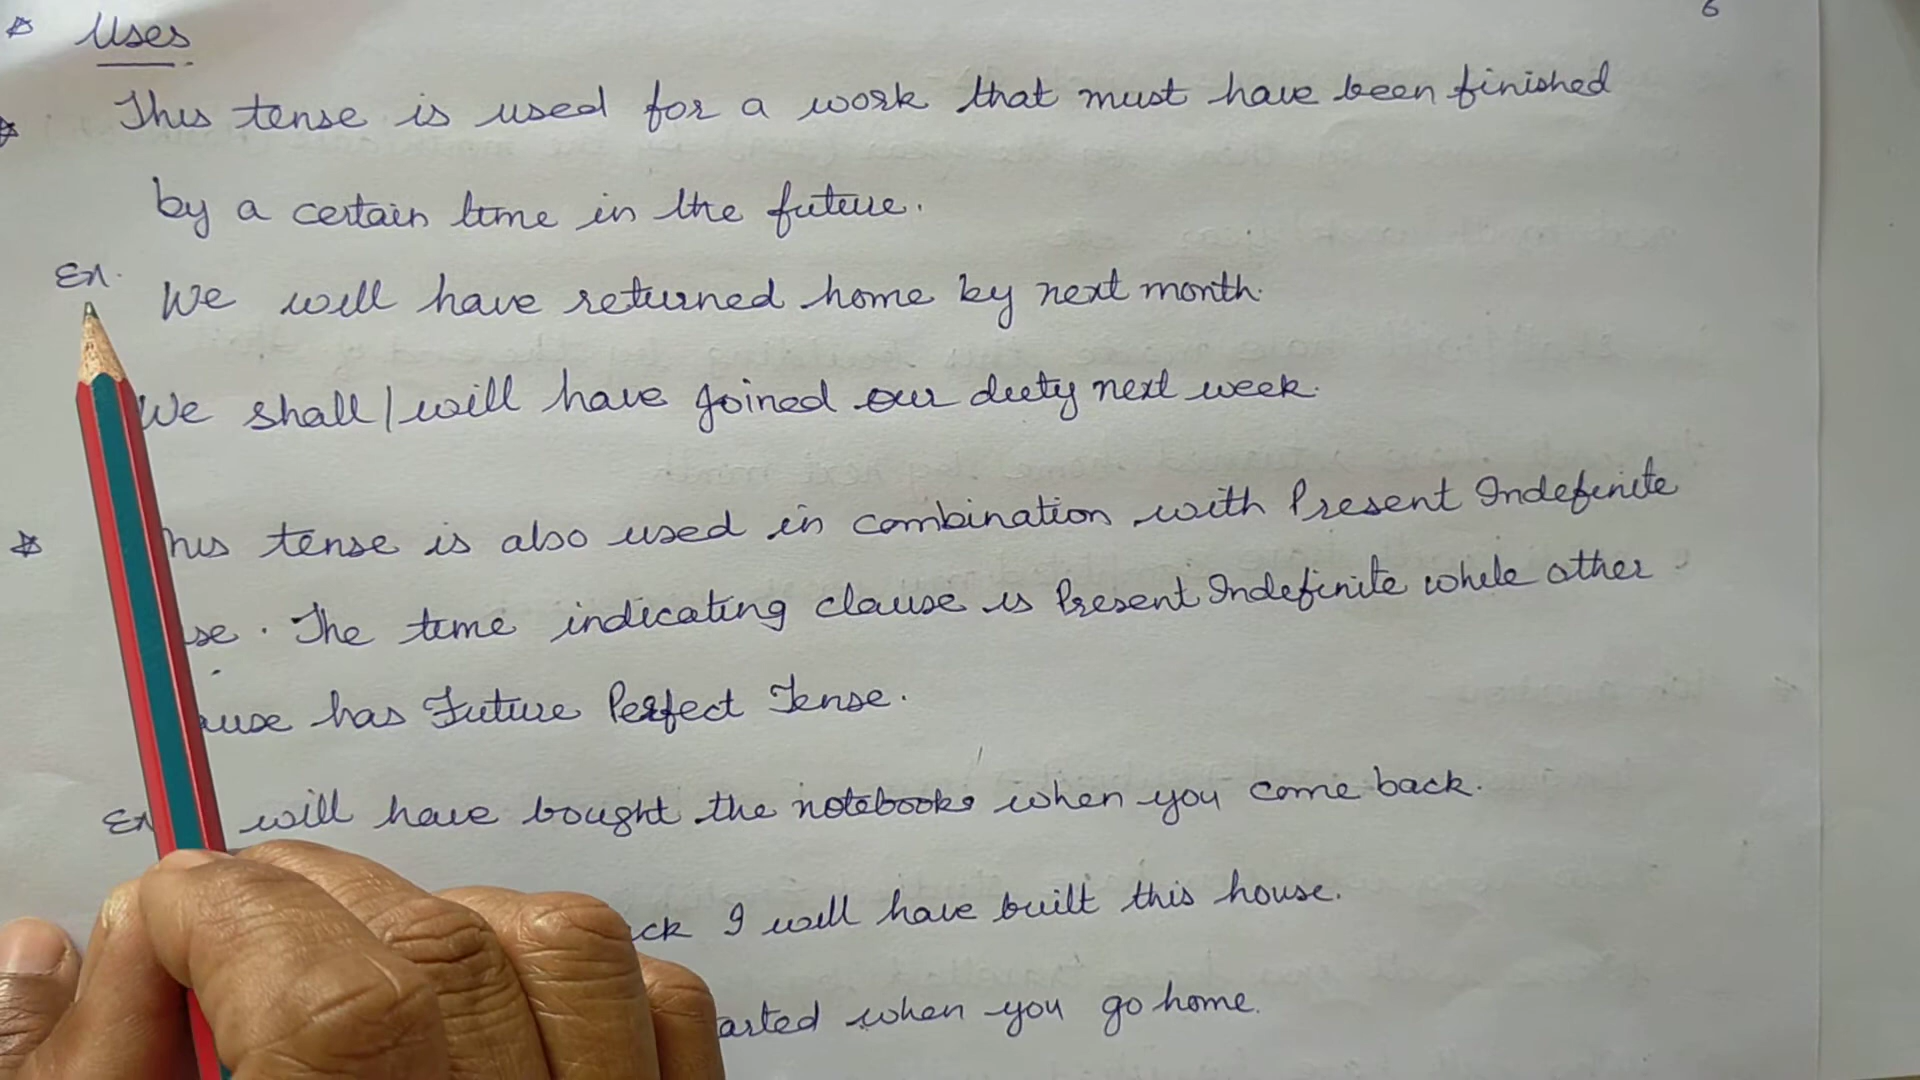 6
Uses
This tense is used for a work that must have been finished
by a certain time in the future.
Ex.
We will have returned home by next month.
We shall/will have joined our duty next week.
his tense is also used in combination with Present Indefinite
se. The time indicating clause is Present Indefinite while other
ause has Future Perfect Tense.
Ex will have bought the notebooks when you come back.
ck I will have built this house.
arted when you go home.